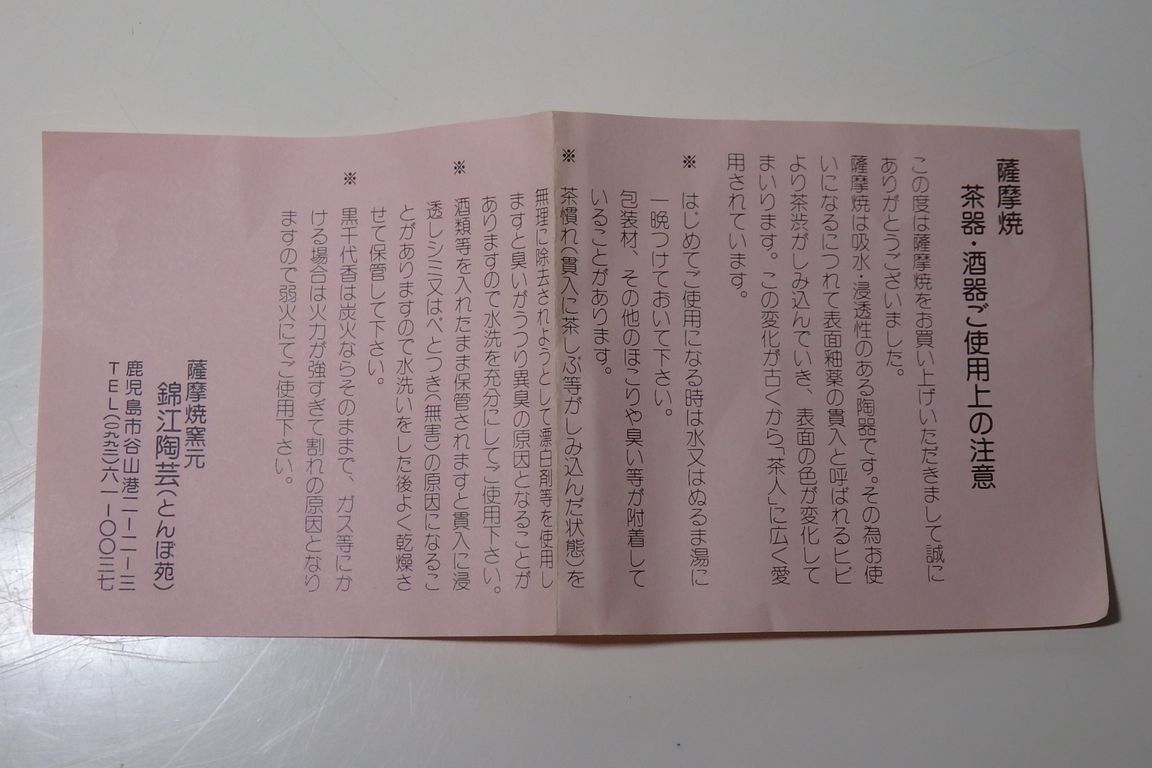 薩摩焼
茶器・酒器ご使用上の注意
この度は薩摩焼をお買い上げいただきまして誠に
ありがとうございました。
薩摩焼は吸水・浸透性のある陶器です。その為お使
いになるにつれて表面釉薬の貫入と呼ばれるヒビ
より茶渋がしみ込んでいき、表面の色が変化して
まいります。この変化が古くから「茶人」に広く愛
用されています。
※ はじめてご使用になる時は水又はぬるま湯に
一晩つけておいて下さい。
包装材、その他のほこりや臭い等が附着して
いることがあります。
※ 茶慣れ(貫入に茶しぶ等がしみ込んだ状態)を
無理に除去されようとして漂白剤等を使用し
ますと臭いがうつり異臭の原因となることが
ありますので水洗を充分にしてご使用下さい。
※ 酒類等を入れたまま保管されますと貫入に浸
透しシミ又はべとつき(無害)の原因になるこ
とがありますので水洗いをした後よく乾燥さ
せて保管して下さい。
※ 黒千代香は炭火ならそのままで、ガス等にか
ける場合は火力が強すぎて割れの原因となり
ますので弱火にてご使用下さい。
薩摩焼窯元
錦江陶芸(とんぼ苑)
鹿児島市谷山港二ー二ー三
TEL(〇九九二)六一ー〇〇三七